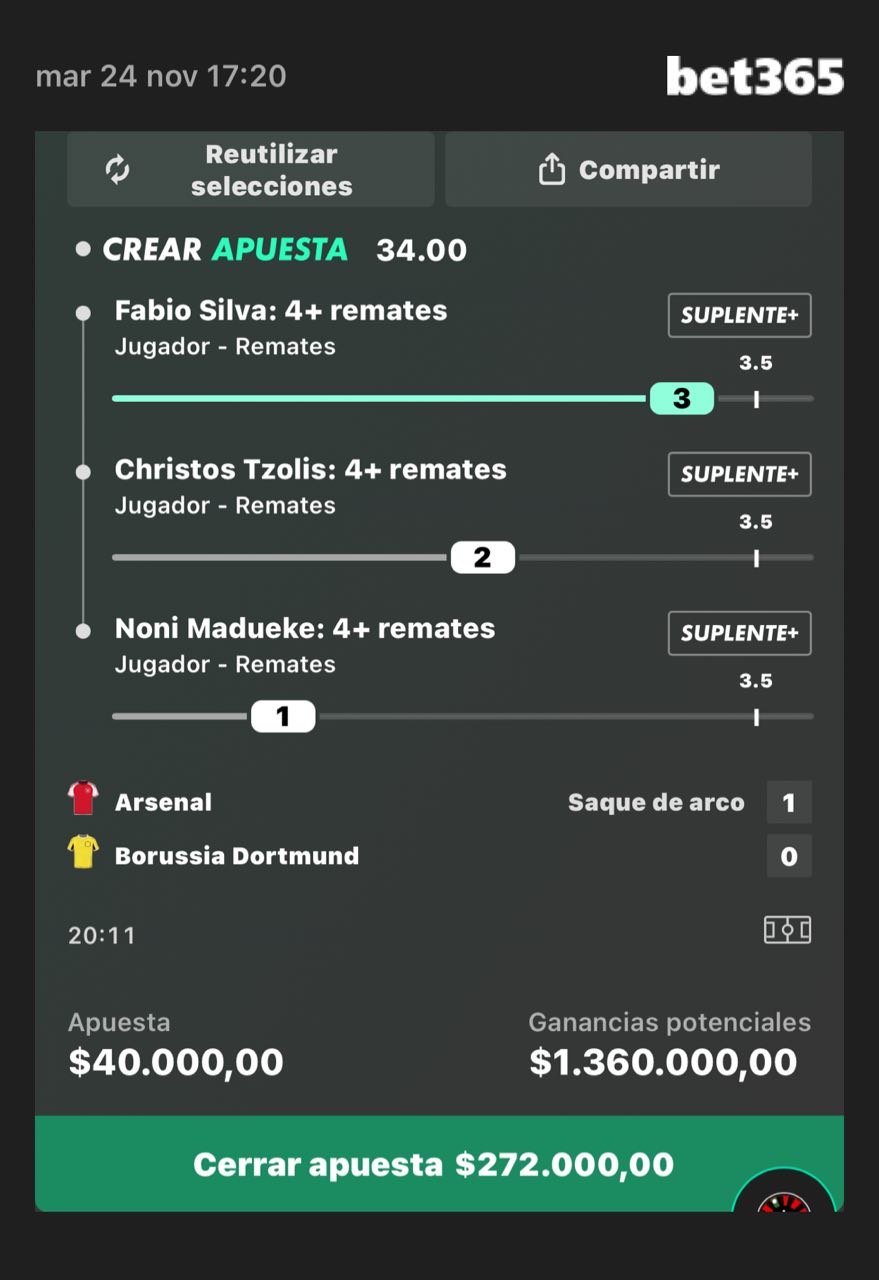 mar 24 nov 17:20
bet365
Reutilizar
selecciones
Compartir
CREAR APUESTA 34.00
Fabio Silva: 4+ remates
SUPLENTE+
Jugador - Remates
3.5
3
Christos Tzolis: 4+ remates
SUPLENTE+
Jugador - Remates
3.5
2
Noni Madueke: 4+ remates
SUPLENTE+
Jugador - Remates
3.5
1
Arsenal Saque de arco 1
Borussia Dortmund 0
20:11
Apuesta Ganancias potenciales
$40.000,00 $1.360.000,00
Cerrar apuesta $272.000,00